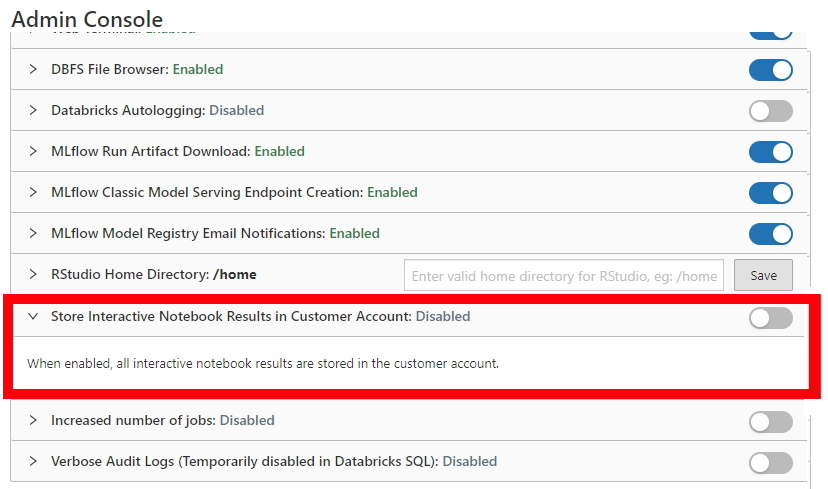 Admin Console
Web Terminal: Enabled
DBFS File Browser: Enabled
Databricks Autologging: Disabled
MLflow Run Artifact Download: Enabled
MLflow Classic Model Serving Endpoint Creation: Enabled
MLflow Model Registry Email Notifications: Enabled
RStudio Home Directory: /home Enter valid home directory for RStudio, eg: /home Save
Store Interactive Notebook Results in Customer Account: Disabled
When enabled, all interactive notebook results are stored in the customer account.
Increased number of jobs: Disabled
Verbose Audit Logs (Temporarily disabled in Databricks SQL): Disabled